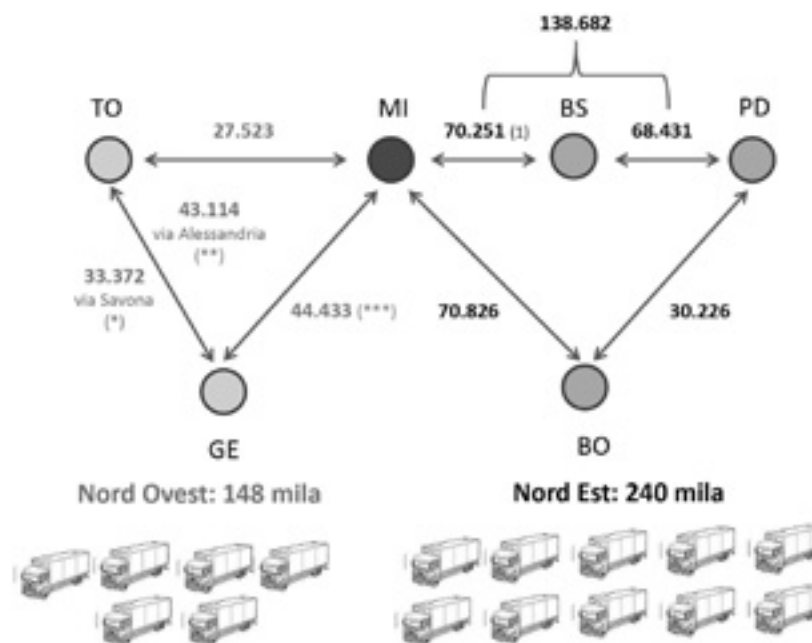 138.682
TO
MI
BS
PD
27.523
70.251 (1)
68.431
43.114
via Alessandria
(**)
33.372
via Savona
(*)
44.433 (***)
70.826
30.226
GE
BO
Nord Ovest: 148 mila
Nord Est: 240 mila